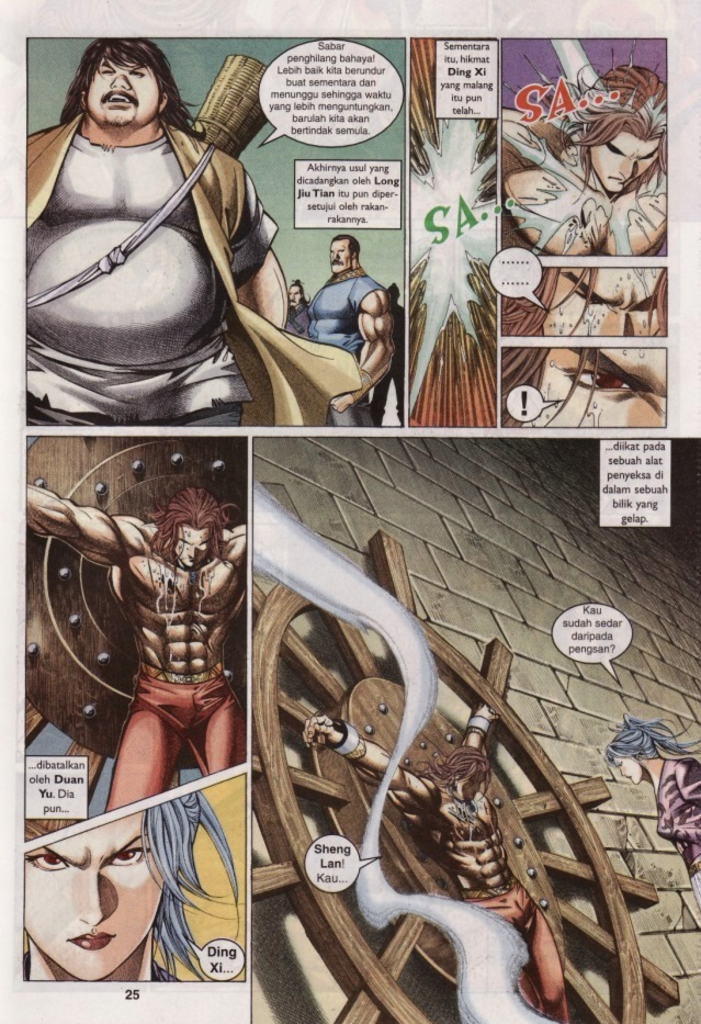 Sabar
penghilang bahaya!
Lebih baik kita berundur
buat sementara dan
menunggu sehingga waktu
yang lebih menguntungkan,
barulah kita akan
bertindak semula.
Akhirnya usul yang
dicadangkan oleh Long
Jiu Tian itu pun diper-
setujui oleh rakan-
rakannya.
Sementara
itu, hikmat
Ding Xi
yang malang
itu pun
telah...
SA...
SA...
......
......
!
...dibatalkan
oleh Duan
Yu. Dia
pun...
...diikat pada
sebuah alat
penyeksa di
dalam sebuah
bilik yang
gelap.
Kau
sudah sedar
daripada
pengsan?
Sheng
Lan!
Kau...
Ding
Xi...
25